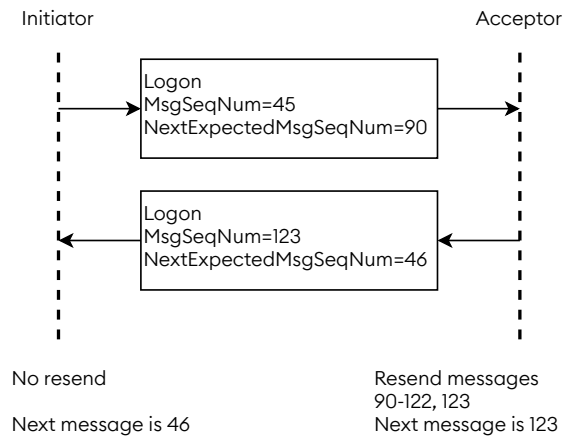 Initiator
Acceptor
Logon
MsgSeqNum=45
NextExpectedMsgSeqNum=90
Logon
MsgSeqNum=123
NextExpectedMsgSeqNum=46
No resend
Next message is 46
Resend messages
90-122, 123
Next message is 123